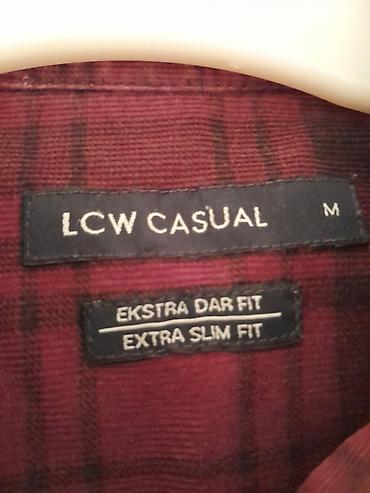 LCW CASUAL M
EKSTRA DAR FIT
EXTRA SLIM FIT